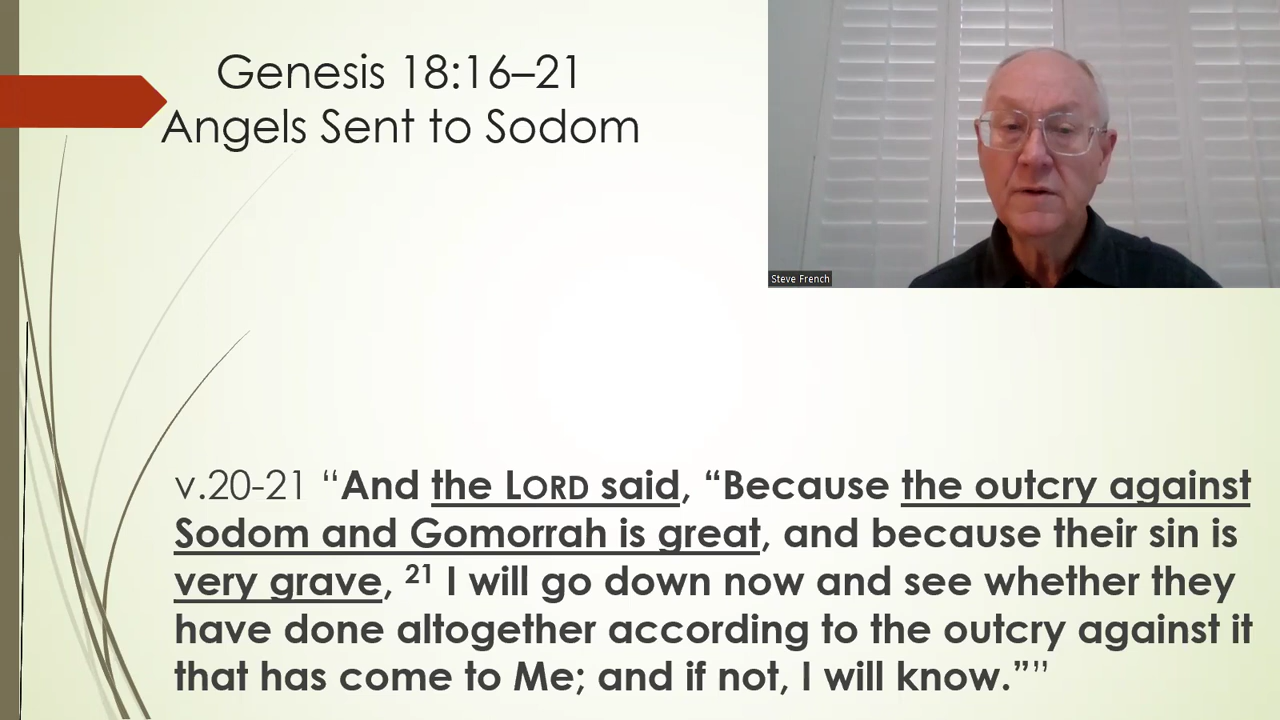 Genesis 18:16–21
Angels Sent to Sodom
Steve French
v.20-21 “And the LORD said, “Because the outcry against
Sodom and Gomorrah is great, and because their sin is
very grave, 21 I will go down now and see whether they
have done altogether according to the outcry against it
that has come to Me; and if not, I will know.””